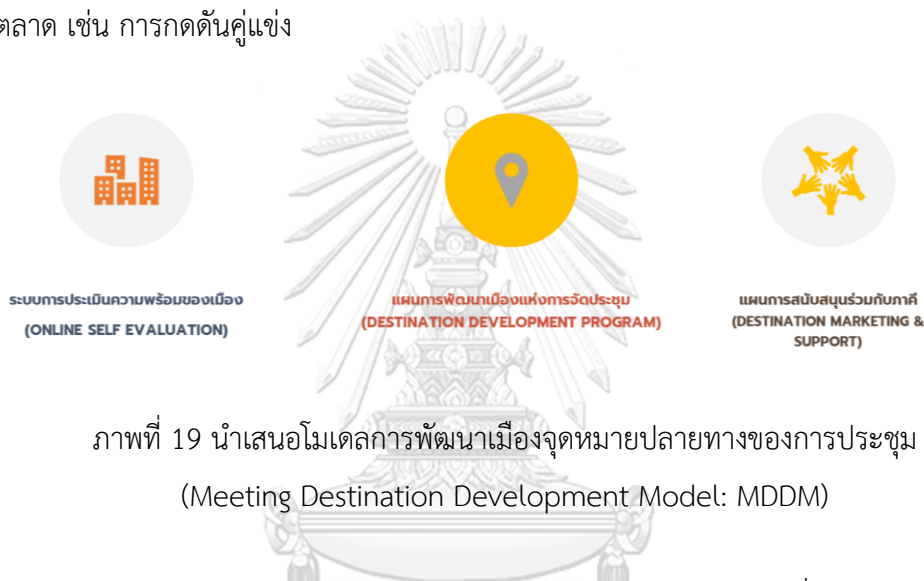 ตลาด เช่น การกดดันคู่แข่ง
ระบบการประเมินความพร้อมของเมือง
(ONLINE SELF EVALUATION)
แผนการพัฒนาเมืองแห่งการจัดประชุม
(DESTINATION DEVELOPMENT PROGRAM)
แผนการสนับสนุนร่วมกับภาคี
(DESTINATION MARKETING &
SUPPORT)
ภาพที่ 19 นำเสนอโมเดลการพัฒนาเมืองจุดหมายปลายทางของการประชุม
(Meeting Destination Development Model: MDDM)